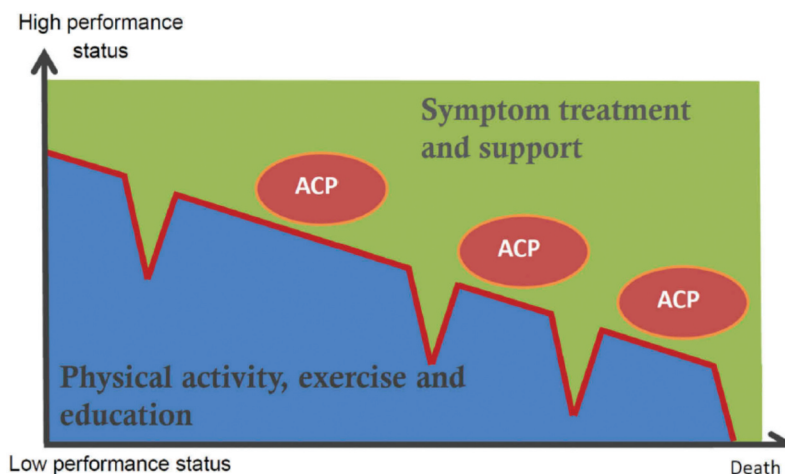 High performance
status
Symptom treatment
and support
ACP
ACP
ACP
Physical activity, exercise and
education
Low performance status
Death